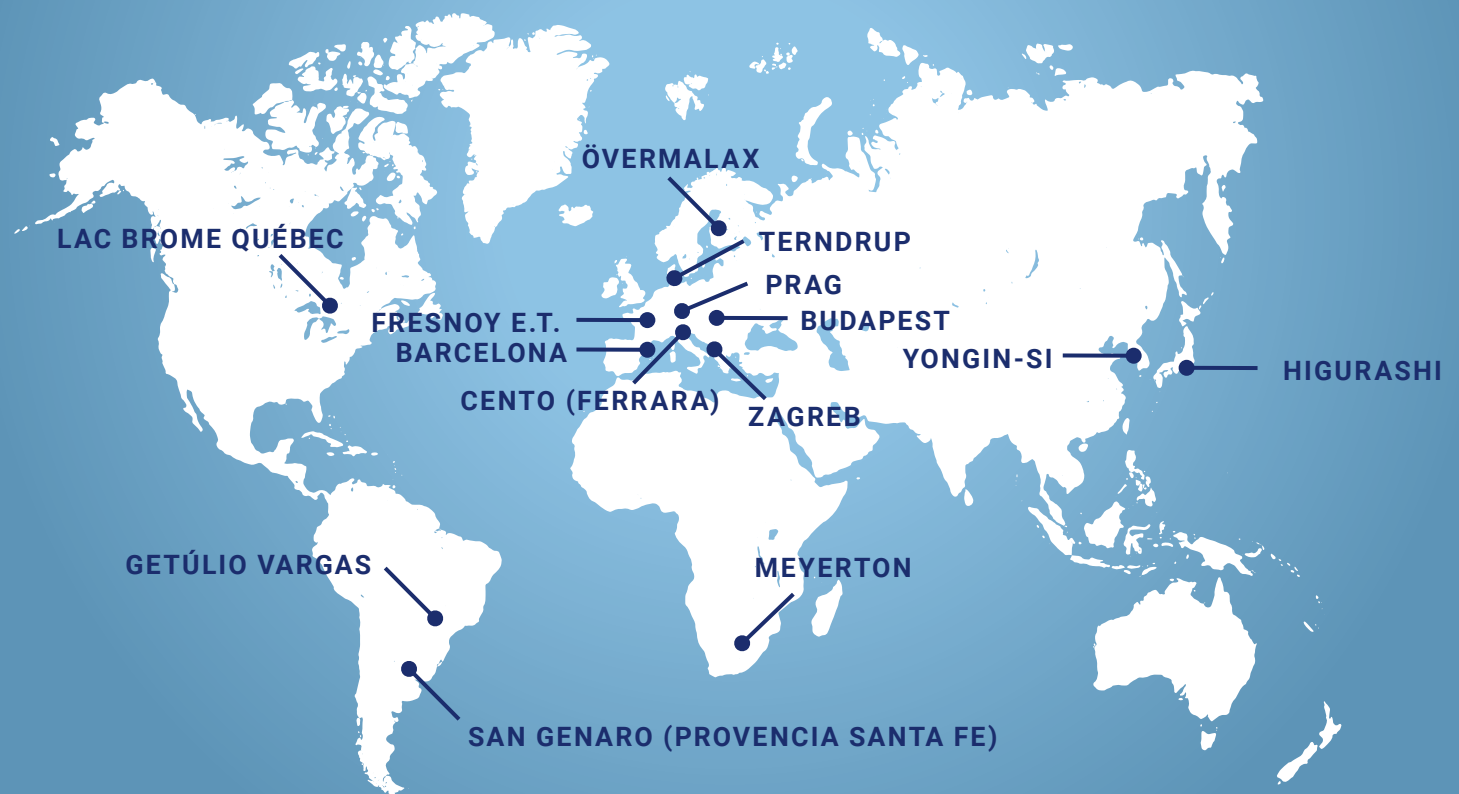 ÖVERMALAX
LAC BROME QUÉBEC
TERNDRUP
PRAG
FRESNOY E.T.
BUDAPEST
BARCELONA
YONGIN-SI
HIGURASHI
CENTO (FERRARA)
ZAGREB
GETÚLIO VARGAS
MEYERTON
SAN GENARO (PROVENCIA SANTA FE)